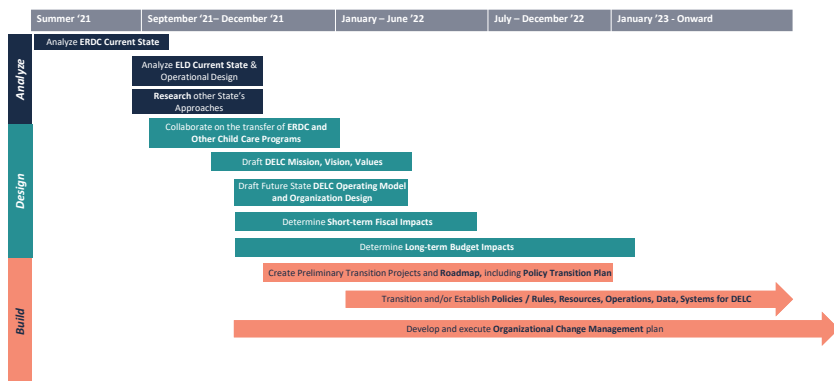 Summer ‘21
September ‘21– December ‘21
January – June ’22
July – December ’22
January ’23 - Onward
Analyze
Analyze ERDC Current State
Analyze ELD Current State &
Operational Design
Research other State’s
Approaches
Design
Collaborate on the transfer of ERDC and
Other Child Care Programs
Draft DELC Mission, Vision, Values
Draft Future State DELC Operating Model
and Organization Design
Determine Short-term Fiscal Impacts
Determine Long-term Budget Impacts
Build
Create Preliminary Transition Projects and Roadmap, including Policy Transition Plan
Transition and/or Establish Policies / Rules, Resources, Operations, Data, Systems for DELC
Develop and execute Organizational Change Management plan